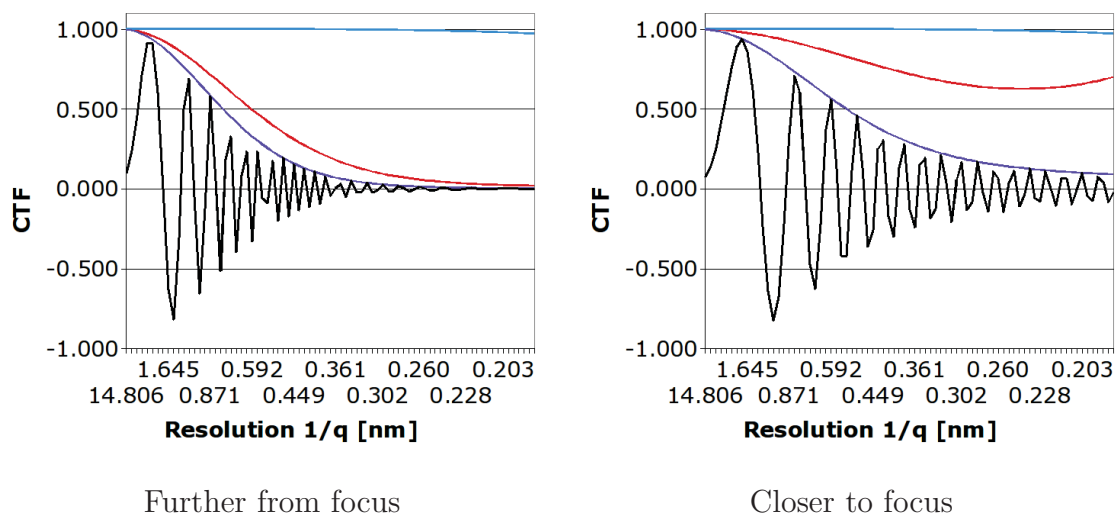 1.000
0.500
0.000
-0.500
-1.000
CTF
1.645 0.592 0.361 0.260 0.203
14.806 0.871 0.449 0.302 0.228
Resolution 1/q [nm]
Further from focus
1.000
0.500
0.000
-0.500
-1.000
CTF
1.645 0.592 0.361 0.260 0.203
14.806 0.871 0.449 0.302 0.228
Resolution 1/q [nm]
Closer to focus